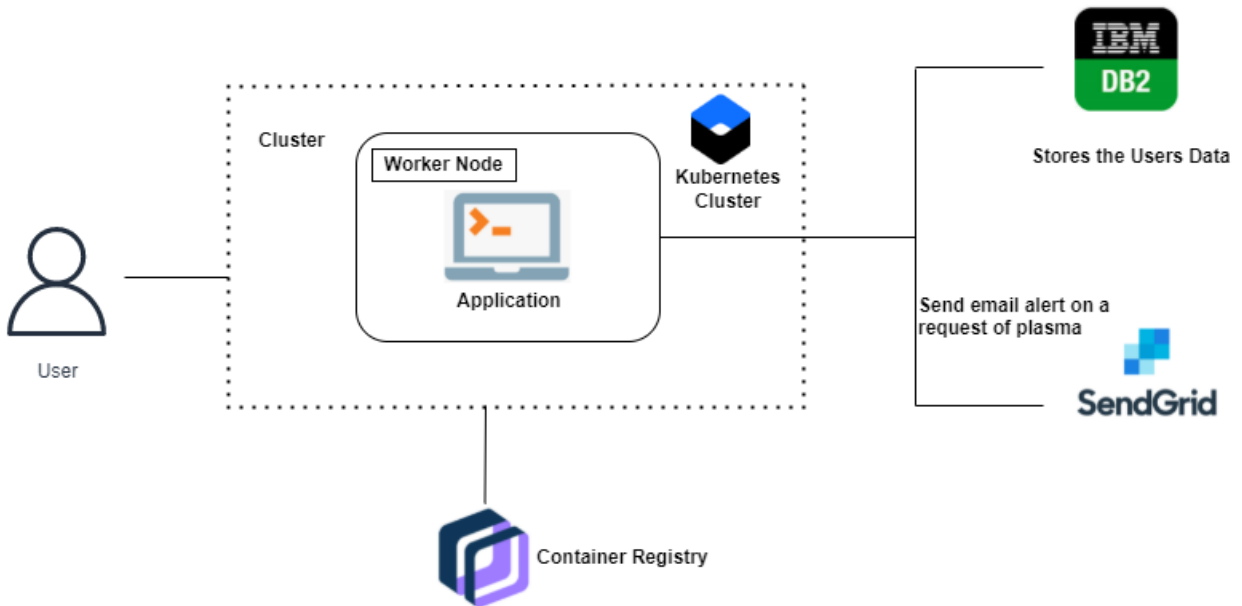 IBM
DB2
Stores the Users Data
Cluster
Worker Node
Kubernetes
Cluster
Application
User
Send email alert on a
request of plasma
SendGrid
Container Registry